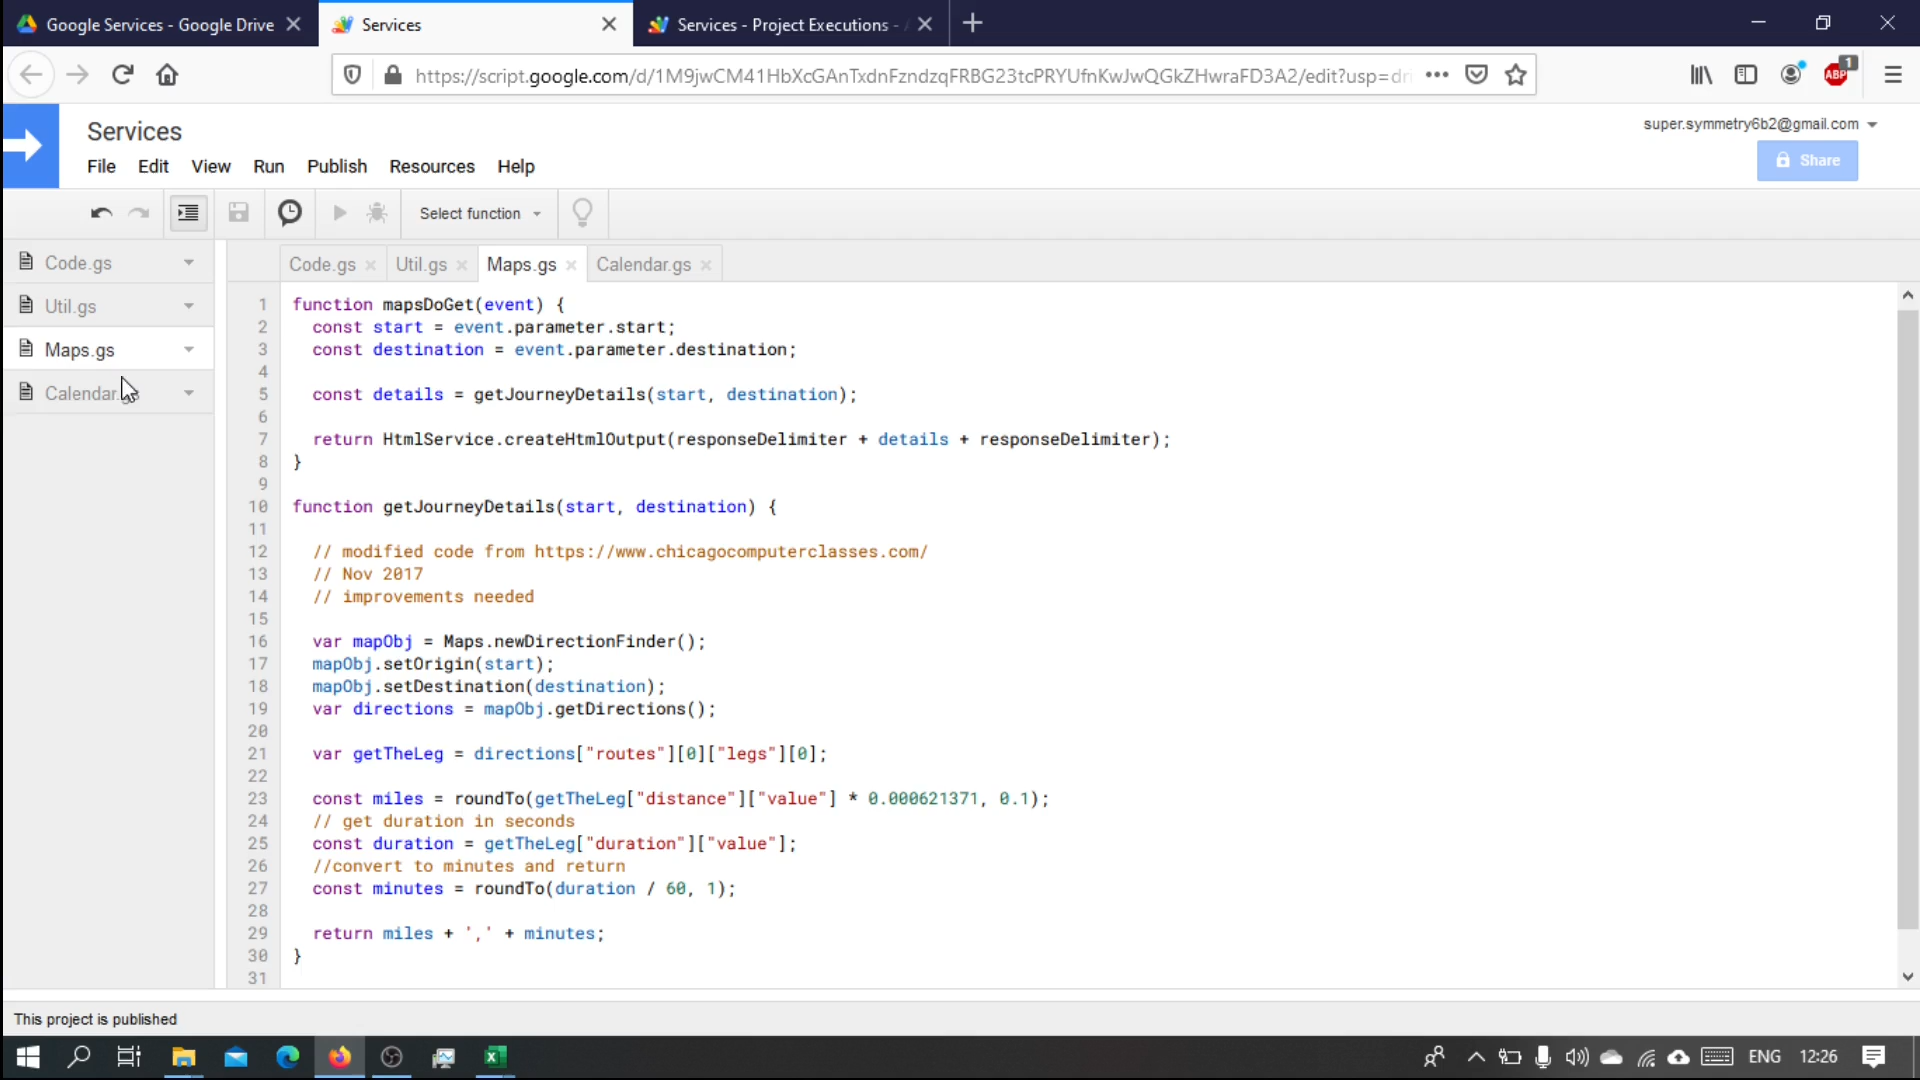 Google Services - Google Drive
Services
Services - Project Executions -
https://script.google.com/d/1M9jwCM41HbXcGAnTxdnFzndzqFRBG23tcPRYUfnKwJwQGkZHwraFD3A2/edit?usp=dri
ABP
1
Services
super.symmetry6b2@gmail.com
File Edit View Run Publish Resources Help
Share
Select function
Code.gs
Util.gs
Maps.gs
Calendar.
Code.gs Util.gs Maps.gs Calendar.gs
1 function mapsDoGet(event) {
2 const start = event.parameter.start;
3 const destination = event.parameter.destination;
4
5 const details = getJourneyDetails(start, destination);
6
7 return HtmlService.createHtmlOutput(responseDelimiter + details + responseDelimiter);
8 }
9
10 function getJourneyDetails(start, destination) {
11
12 // modified code from https://www.chicagocomputerclasses.com/
13 // Nov 2017
14 // improvements needed
15
16 var mapObj = Maps.newDirectionFinder();
17 mapObj.setOrigin(start);
18 mapObj.setDestination(destination);
19 var directions = mapObj.getDirections();
20
21 var getTheLeg = directions["routes"][0]["legs"][0];
22
23 const miles = roundTo(getTheLeg["distance"]["value"] * 0.000621371, 0.1);
24 // get duration in seconds
25 const duration = getTheLeg["duration"]["value"];
26 //convert to minutes and return
27 const minutes = roundTo(duration / 60, 1);
28
29 return miles + ',' + minutes;
30 }
31
This project is published
ENG 12:26